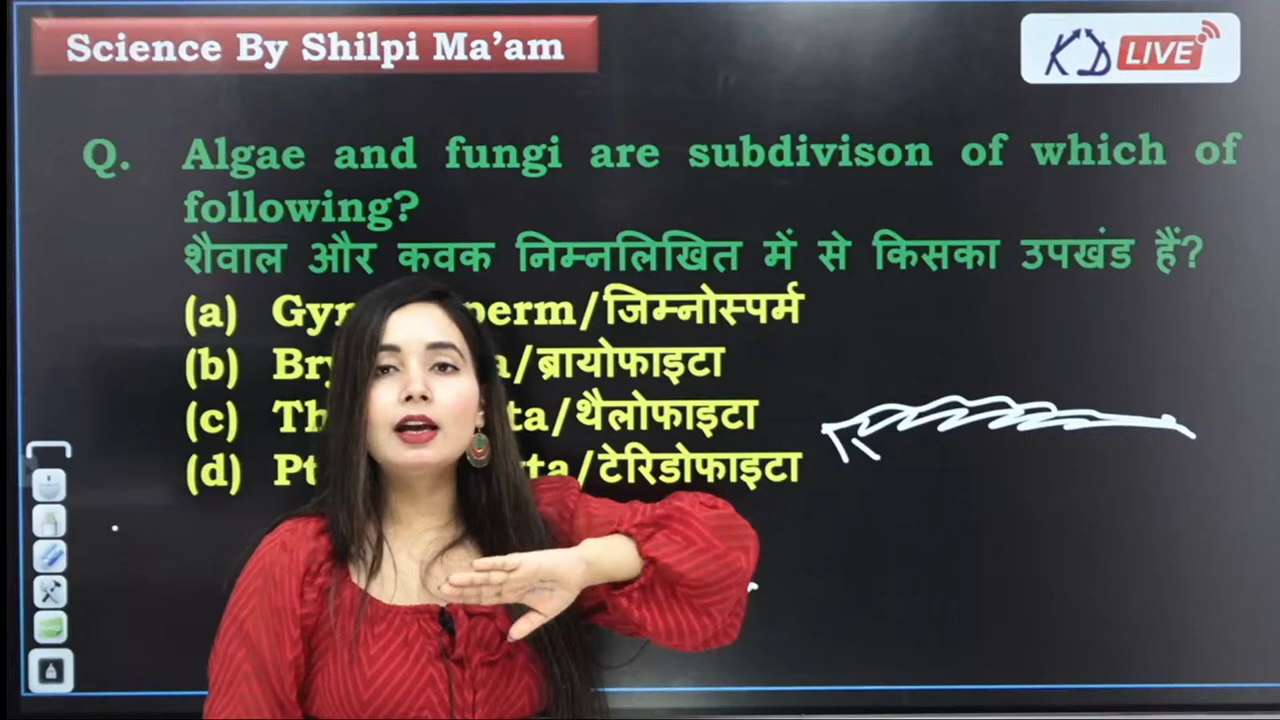 Science By Shilpi Ma'am
KD LIVE
Q. Algae and fungi are subdivison of which of
following?
शैवाल और कवक निम्नलिखित में से किसका उपखंड हैं?
(a) /जिम्नोस्पर्म
(b) /ब्रायोफाइटा
(c) /थैलोफाइटा
(d) /टेरिडोफाइटा